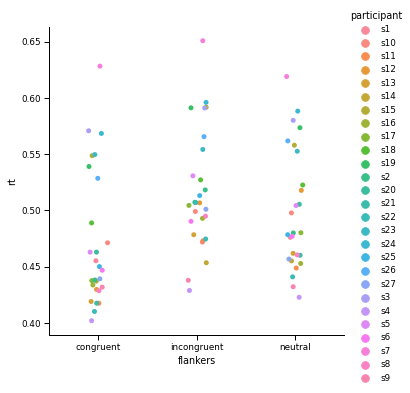 participant
s1
s10
s11
s12
s13
s14
s15
s16
s17
s18
s19
s2
s20
s21
s22
s23
s24
s25
s26
s27
s3
s4
s5
s6
s7
s8
s9
0.65
0.60
0.55
0.50
0.45
0.40
rt
congruent incongruent neutral
flankers